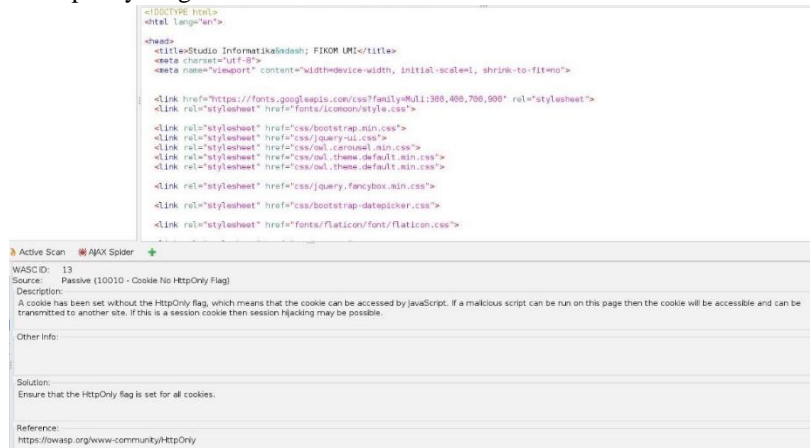 <!DOCTYPE html>
<html lang="en">
<head>
<title>Studio Informatika&mdash; FIKOM UMI</title>
<meta charset="utf-8">
<meta name="viewport" content="width=device-width, initial-scale=1, shrink-to-fit=no">
<link href="https://fonts.googleapis.com/css?family=Muli:300,400,700,900" rel="stylesheet">
<link rel="stylesheet" href="fonts/icomoon/style.css">
<link rel="stylesheet" href="css/bootstrap.min.css">
<link rel="stylesheet" href="css/jquery-ui.css">
<link rel="stylesheet" href="css/owl.carousel.min.css">
<link rel="stylesheet" href="css/owl.theme.default.min.css">
<link rel="stylesheet" href="css/owl.theme.default.min.css">
<link rel="stylesheet" href="css/jquery.fancybox.min.css">
<link rel="stylesheet" href="css/bootstrap-datepicker.css">
<link rel="stylesheet" href="fonts/flaticon/font/flaticon.css">
Active Scan AJAX Spider
WASC ID: 13
Source: Passive (10010 - Cookie No HttpOnly Flag)
Description:
A cookie has been set without the HttpOnly flag, which means that the cookie can be accessed by JavaScript. If a malicious script can be run on this page then the cookie will be accessible and can be
transmitted to another site. If this is a session cookie then session hijacking may be possible.
Other Info:
Solution:
Ensure that the HttpOnly flag is set for all cookies.
Reference:
https://owasp.org/www-community/HttpOnly